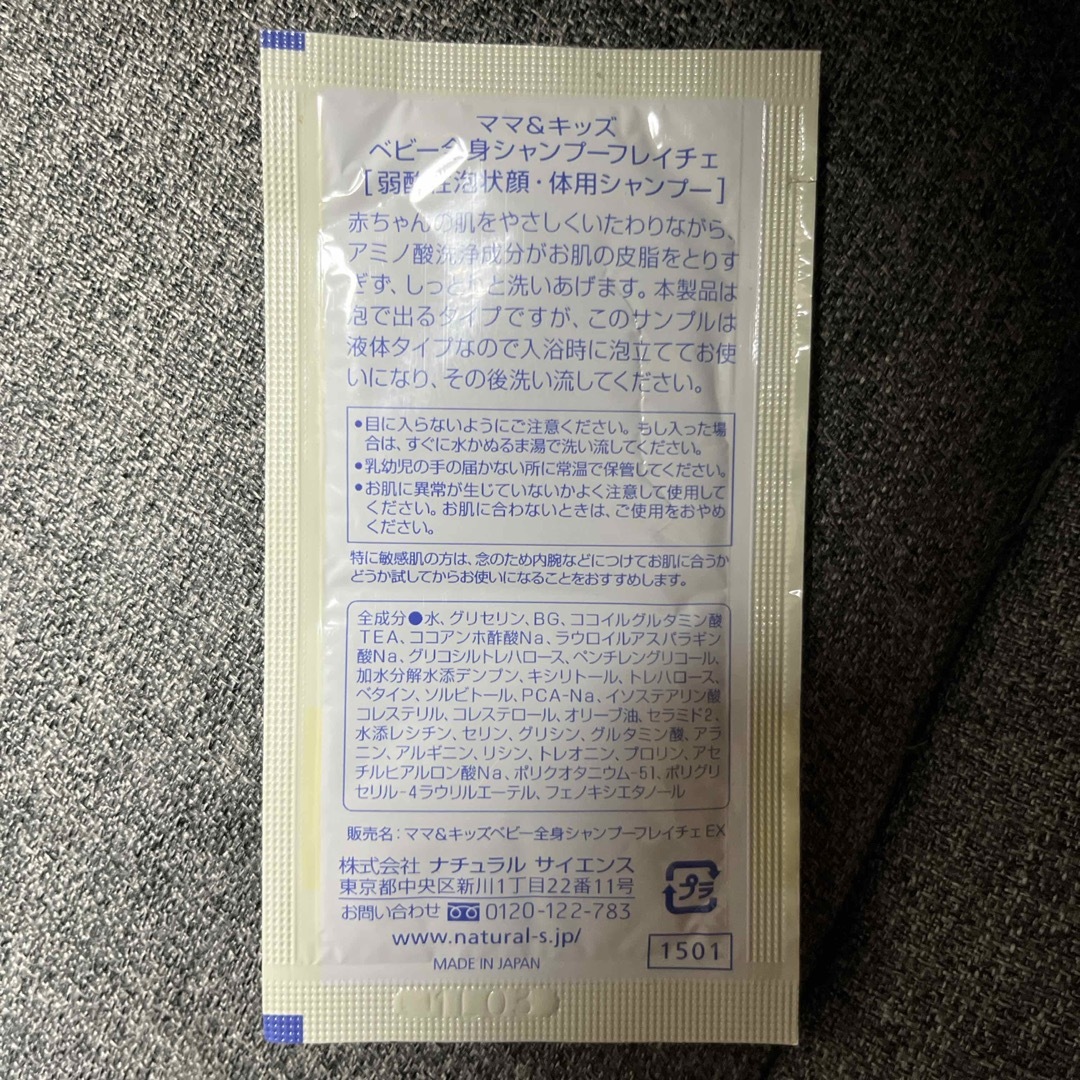 ママ&キッズ
ベビー全身シャンプーフレイチェ
[弱酸性泡状顔・体用シャンプー]
赤ちゃんの肌をやさしくいたわりながら、
アミノ酸洗浄成分がお肌の皮脂をとりす
ぎず、しっとりと洗いあげます。本製品は
泡で出るタイプですが、このサンプルは
液体タイプなので入浴時に泡立ててお使
いになり、その後洗い流してください。
●目に入らないようにご注意ください。もし入った場
合は、すぐに水かぬるま湯で洗い流してください。
●乳幼児の手の届かない所に常温で保管してください。
●お肌に異常が生じていないかよく注意して使用して
ください。お肌に合わないときは、ご使用をおやめ
ください。
特に敏感肌の方は、念のため内腕などにつけてお肌に合うか
どうか試してからお使いになることをおすすめします。
全成分●水、グリセリン、BG、ココイルグルタミン酸
TEA、ココアンホ酢酸Na、ラウロイルアスパラギン
酸Na、グリコシルトレハロース、ペンチレングリコール、
加水分解水添デンプン、キシリトール、トレハロース、
ベタイン、ソルビトール、PCA-Na、イソステアリン酸
コレステリル、コレステロール、オリーブ油、セラミド2、
水添レシチン、セリン、グリシン、グルタミン酸、アラ
ニン、アルギニン、リシン、トレオニン、プロリン、アセ
チルヒアルロン酸Na、ポリクオタニウム-51、ポリグリ
セリル-4ラウリルエーテル、フェノキシエタノール
販売名：ママ&キッズベビー全身シャンプーフレイチェEX
株式会社 ナチュラル サイエンス
東京都中央区新川1丁目22番11号
お問い合わせ 0120-122-783
www.natural-s.jp/
MADE IN JAPAN
プラ
1501